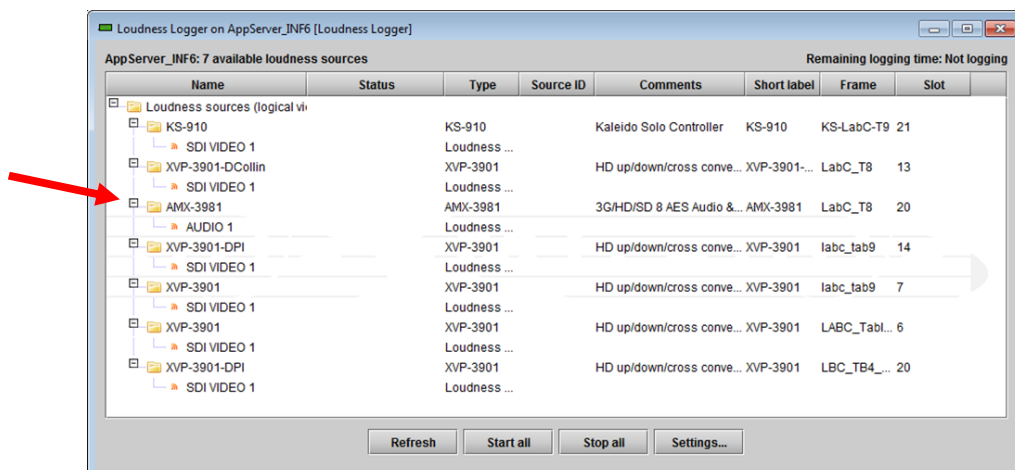 Loudness Logger on AppServer_INF6 [Loudness Logger]
AppServer_INF6: 7 available loudness sources Remaining logging time: Not logging
Name Status Type Source ID Comments Short label Frame Slot
Loudness sources (logical vi
KS-910 KS-910 Kaleido Solo Controller KS-910 KS-LabC-T9 21
SDI VIDEO 1 Loudness ...
XVP-3901-DCollin XVP-3901 HD up/down/cross conve... XVP-3901-... LabC_T8 13
SDI VIDEO 1 Loudness ...
AMX-3981 AMX-3981 3G/HD/SD 8 AES Audio &... AMX-3981 LabC_T8 20
AUDIO 1 Loudness ...
XVP-3901-DPI XVP-3901 HD up/down/cross conve... XVP-3901 labc_tab9 14
SDI VIDEO 1 Loudness ...
XVP-3901 XVP-3901 HD up/down/cross conve... XVP-3901 labc_tab9 7
SDI VIDEO 1 Loudness ...
XVP-3901 XVP-3901 HD up/down/cross conve... XVP-3901 LABC_Tabl... 6
SDI VIDEO 1 Loudness ...
XVP-3901-DPI XVP-3901 HD up/down/cross conve... XVP-3901 LBC_TB4_... 20
SDI VIDEO 1 Loudness ...
Refresh Start all Stop all Settings...